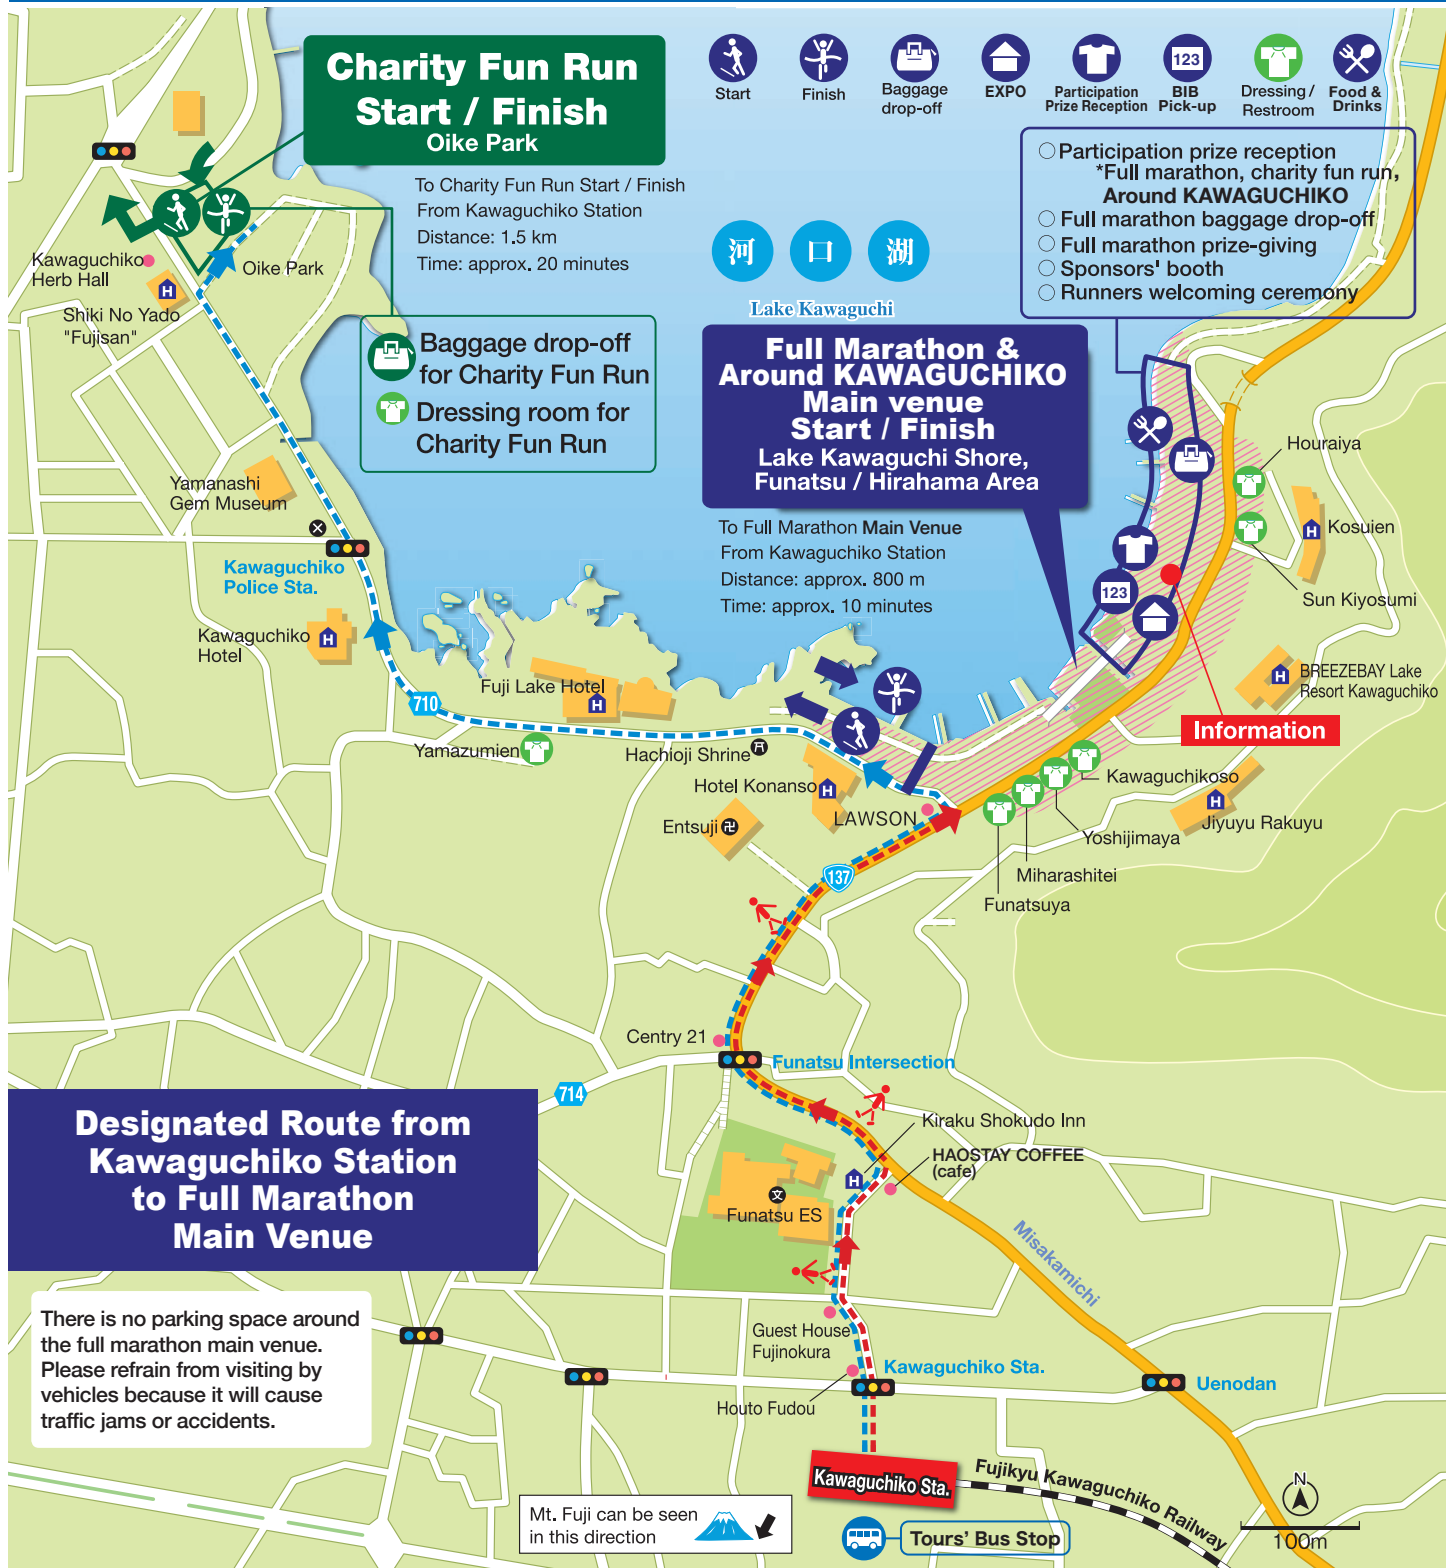 Charity Fun Run
Start / Finish
Oike Park
Start
Finish
Baggage
drop-off
EXPO
Participation
Prize Reception
123
BIB
Pick-up
Dressing /
Restroom
Food &
Drinks
○ Participation prize reception
*Full marathon, charity fun run,
Around KAWAGUCHIKO
○ Full marathon baggage drop-off
○ Full marathon prize-giving
○ Sponsors' booth
○ Runners welcoming ceremony
To Charity Fun Run Start / Finish
From Kawaguchiko Station
Distance: 1.5 km
Time: approx. 20 minutes
河口湖
Lake Kawaguchi
Kawaguchiko
Herb Hall
Oike Park
H
Shiki No Yado
"Fujisan"
Baggage drop-off
for Charity Fun Run
Dressing room for
Charity Fun Run
Full Marathon &
Around KAWAGUCHIKO
Main venue
Start / Finish
Lake Kawaguchi Shore,
Funatsu / Hirahama Area
To Full Marathon Main Venue
From Kawaguchiko Station
Distance: approx. 800 m
Time: approx. 10 minutes
Houraiya
H
Kosuien
Sun Kiyosumi
123
Yamanashi
Gem Museum
Kawaguchiko
Police Sta.
Kawaguchiko
Hotel
H
710
Fuji Lake Hotel
H
H
BREEZEBAY Lake
Resort Kawaguchiko
Information
Yamazumien
Hachioji Shrine
Hotel Konanso
H
LAWSON
Entsuji
卍
Kawaguchikoso
Yoshijimaya
H
Jiyuyu Rakuyu
Miharashitei
Funatsuya
137
Centry 21
Funatsu Intersection
714
Designated Route from
Kawaguchiko Station
to Full Marathon
Main Venue
Kiraku Shokudo Inn
HAOSTAY COFFEE
(cafe)
H
文
Funatsu ES
Misakamichi
There is no parking space around
the full marathon main venue.
Please refrain from visiting by
vehicles because it will cause
traffic jams or accidents.
Guest House
Fujinokura
Kawaguchiko Sta.
Houto Fudou
Uenodan
Kawaguchiko Sta.
Fujikyu Kawaguchiko Railway
Mt. Fuji can be seen
in this direction
Tours' Bus Stop
N
100m